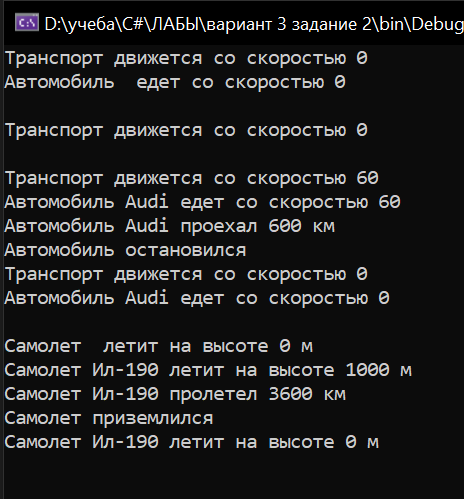 D:\учеба\C#\ЛАБЫ\вариант 3 задание 2\bin\Debug
Транспорт движется со скоростью 0
Автомобиль  едет со скоростью 0
Транспорт движется со скоростью 0
Транспорт движется со скоростью 60
Автомобиль Audi едет со скоростью 60
Автомобиль Audi проехал 600 км
Автомобиль остановился
Транспорт движется со скоростью 0
Автомобиль Audi едет со скоростью 0
Самолет  летит на высоте 0 м
Самолет Ил-190 летит на высоте 1000 м
Самолет Ил-190 пролетел 3600 км
Самолет приземлился
Самолет Ил-190 летит на высоте 0 м